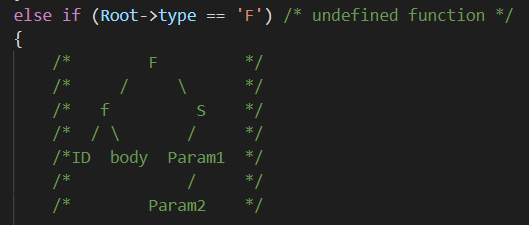 else if (Root->type == 'F') /* undefined function */
{
    /*        F         */
    /*     /     \      */
    /*   f         S    */
    /*  / \       /     */
    /*ID  body  Param1  */
    /*          /       */
    /*        Param2    */